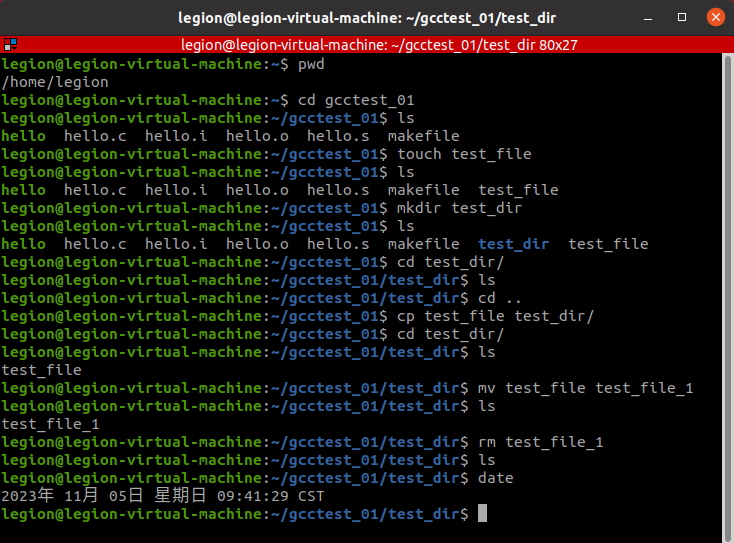 legion@legion-virtual-machine: ~/gcctest_01/test_dir
legion@legion-virtual-machine: ~/gcctest_01/test_dir 80x27
legion@legion-virtual-machine:~$ pwd
/home/legion
legion@legion-virtual-machine:~$ cd gcctest_01
legion@legion-virtual-machine:~/gcctest_01$ ls
hello  hello.c  hello.i  hello.o  hello.s  makefile
legion@legion-virtual-machine:~/gcctest_01$ touch test_file
legion@legion-virtual-machine:~/gcctest_01$ ls
hello  hello.c  hello.i  hello.o  hello.s  makefile  test_file
legion@legion-virtual-machine:~/gcctest_01$ mkdir test_dir
legion@legion-virtual-machine:~/gcctest_01$ ls
hello  hello.c  hello.i  hello.o  hello.s  makefile  test_dir  test_file
legion@legion-virtual-machine:~/gcctest_01$ cd test_dir/
legion@legion-virtual-machine:~/gcctest_01/test_dir$ ls
legion@legion-virtual-machine:~/gcctest_01/test_dir$ cd ..
legion@legion-virtual-machine:~/gcctest_01$ cp test_file test_dir/
legion@legion-virtual-machine:~/gcctest_01$ cd test_dir/
legion@legion-virtual-machine:~/gcctest_01/test_dir$ ls
test_file
legion@legion-virtual-machine:~/gcctest_01/test_dir$ mv test_file test_file_1
legion@legion-virtual-machine:~/gcctest_01/test_dir$ ls
test_file_1
legion@legion-virtual-machine:~/gcctest_01/test_dir$ rm test_file_1
legion@legion-virtual-machine:~/gcctest_01/test_dir$ ls
legion@legion-virtual-machine:~/gcctest_01/test_dir$ date
2023年 11月 05日 星期日 09:41:29 CST
legion@legion-virtual-machine:~/gcctest_01/test_dir$